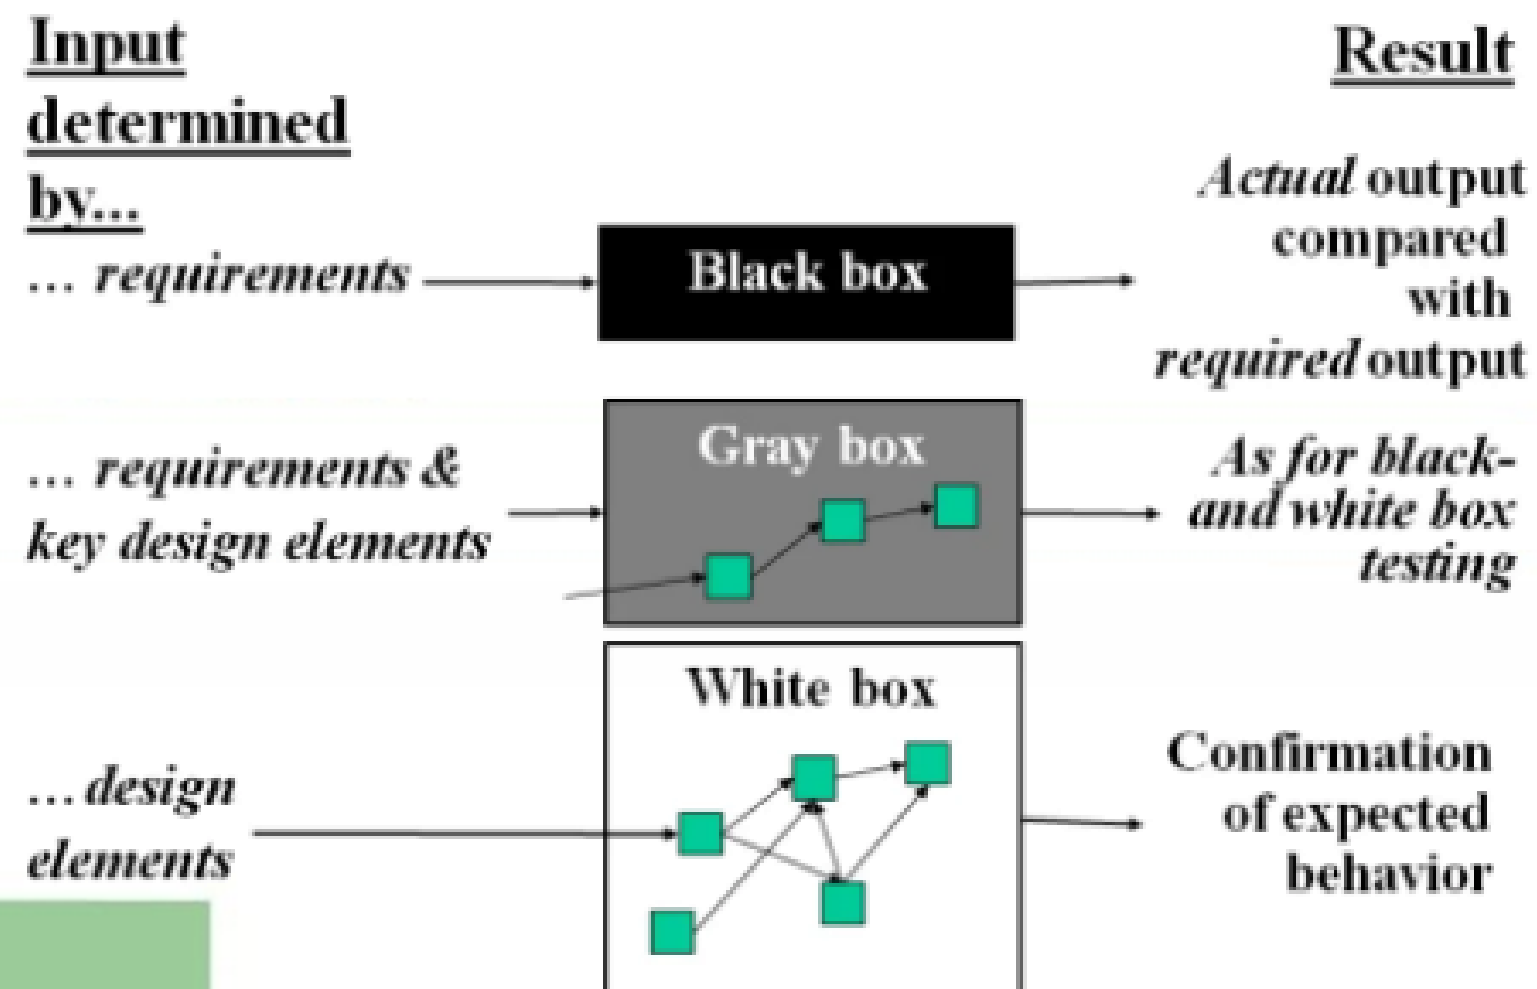 Input
determined
by...
Result
... requirements
Black box
Actual output
compared
with
required output
... requirements &
key design elements
Gray box
As for black-
and white box
testing
... design
elements
White box
Confirmation
of expected
behavior